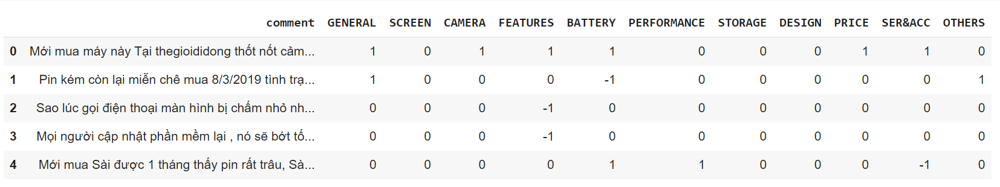 comment GENERAL SCREEN CAMERA FEATURES BATTERY PERFORMANCE STORAGE DESIGN PRICE SER&ACC OTHERS
0 Mới mua máy này Tại thegioididong thốt nốt cảm... 1 0 1 1 1 0 0 0 1 1 0
1 Pin kém còn lại miễn chê mua 8/3/2019 tình trạ... 1 0 0 0 -1 0 0 0 0 0 1
2 Sao lúc gọi điện thoại màn hình bị chấm nhỏ nh... 0 0 0 -1 0 0 0 0 0 0 0
3 Mọi người cập nhật phần mềm lại , nó sẽ bớt tố... 0 0 0 -1 0 0 0 0 0 0 0
4 Mới mua Sài được 1 tháng thấy pin rất trâu, Sà... 0 0 0 0 1 1 0 0 0 -1 0